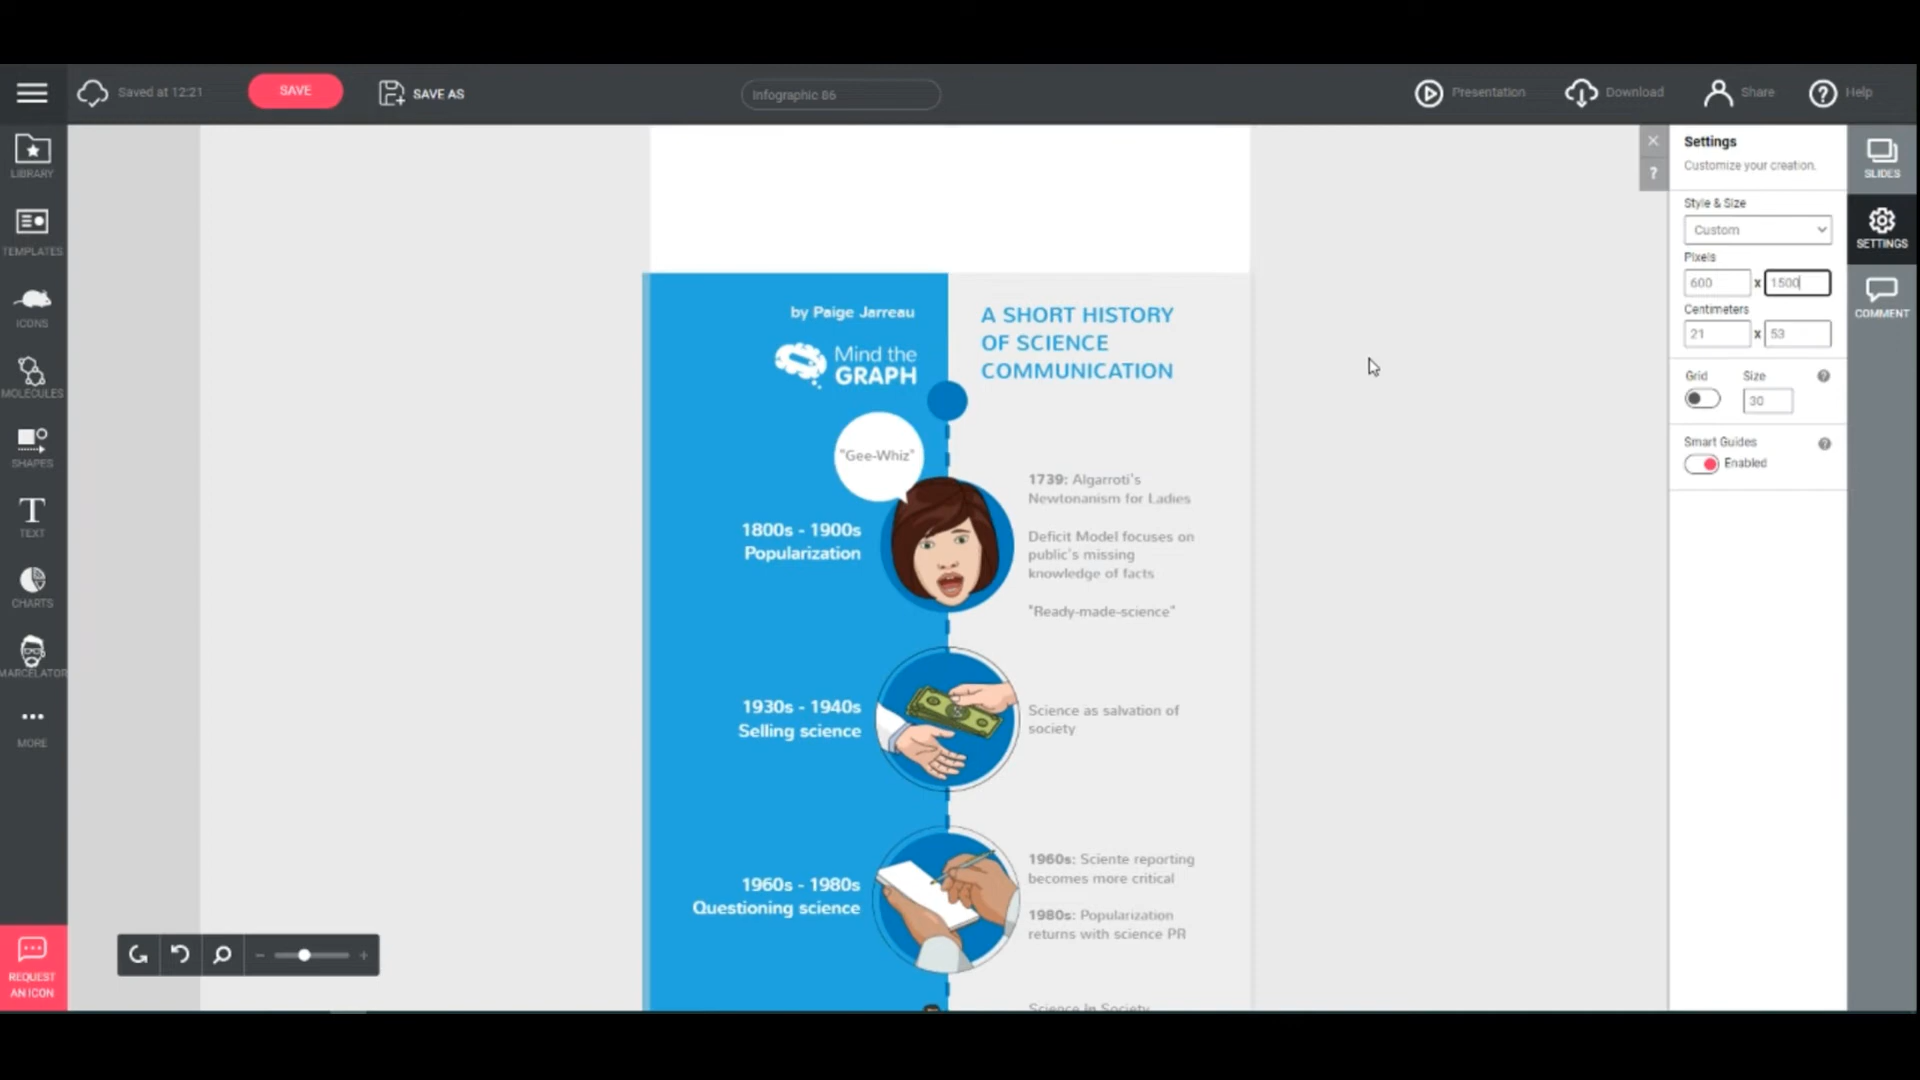 Saved at 12:21
SAVE
SAVE AS
Infographic 86
Presentation
Download
Share
Help
LIBRARY
TEMPLATES
ICONS
MOLECULES
SHAPES
TEXT
CHARTS
MARCELATOR
MORE
REQUEST
AN ICON
by Paige Jarreau
Mind the
GRAPH
A SHORT HISTORY
OF SCIENCE
COMMUNICATION
"Gee-Whiz"
1800s - 1900s
Popularization
1739: Algarroti's
Newtonanism for Ladies
Deficit Model focuses on
public's missing
knowledge of facts
"Ready-made-science"
1930s - 1940s
Selling science
Science as salvation of
society
1960s - 1980s
Questioning science
1960s: Sciente reporting
becomes more critical
1980s: Popularization
returns with science PR
Science In Society
×
?
Settings
Customize your creation.
Style & Size
Custom
Pixels
600 x 1500
Centimeters
21 x 53
Grid
Size
?
30
Smart Guides
?
Enabled
SLIDES
SETTINGS
COMMENT